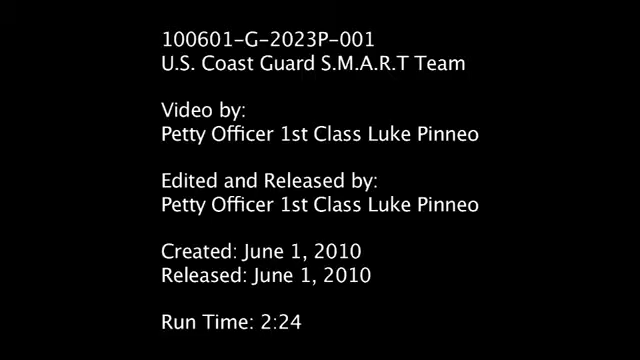 100601-G-2023P-001
U.S. Coast Guard S.M.A.R.T Team
Video by:
Petty Officer 1st Class Luke Pinneo
Edited and Released by:
Petty Officer 1st Class Luke Pinneo
Created: June 1, 2010
Released: June 1, 2010
Run Time: 2:24